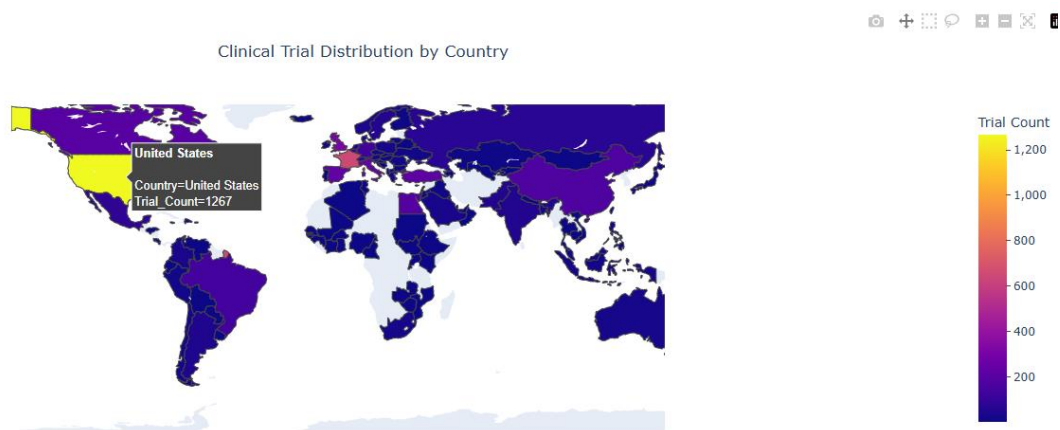 Clinical Trial Distribution by Country
United States
Country=United States
Trial_Count=1267
Trial Count
1,200
1,000
800
600
400
200